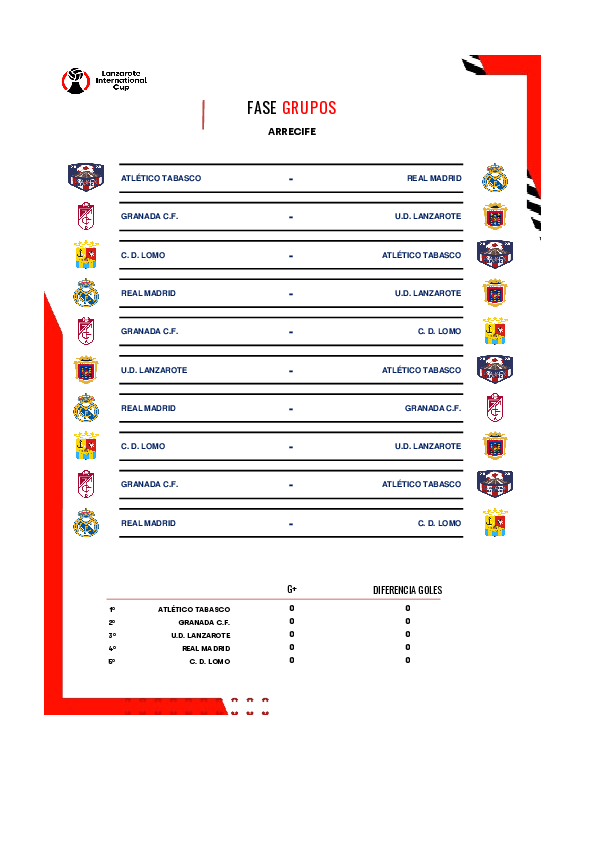 Lanzarote
International
Cup
FASE GRUPOS
ARRECIFE
ATLÉTICO TABASCO - REAL MADRID
GRANADA C.F. - U.D. LANZAROTE
C. D. LOMO - ATLÉTICO TABASCO
REAL MADRID - U.D. LANZAROTE
GRANADA C.F. - C. D. LOMO
U.D. LANZAROTE - ATLÉTICO TABASCO
REAL MADRID - GRANADA C.F.
C. D. LOMO - U.D. LANZAROTE
GRANADA C.F. - ATLÉTICO TABASCO
REAL MADRID - C. D. LOMO
G+ DIFERENCIA GOLES
1º ATLÉTICO TABASCO 0 0
2º GRANADA C.F. 0 0
3º U.D. LANZAROTE 0 0
4º REAL MADRID 0 0
5º C. D. LOMO 0 0